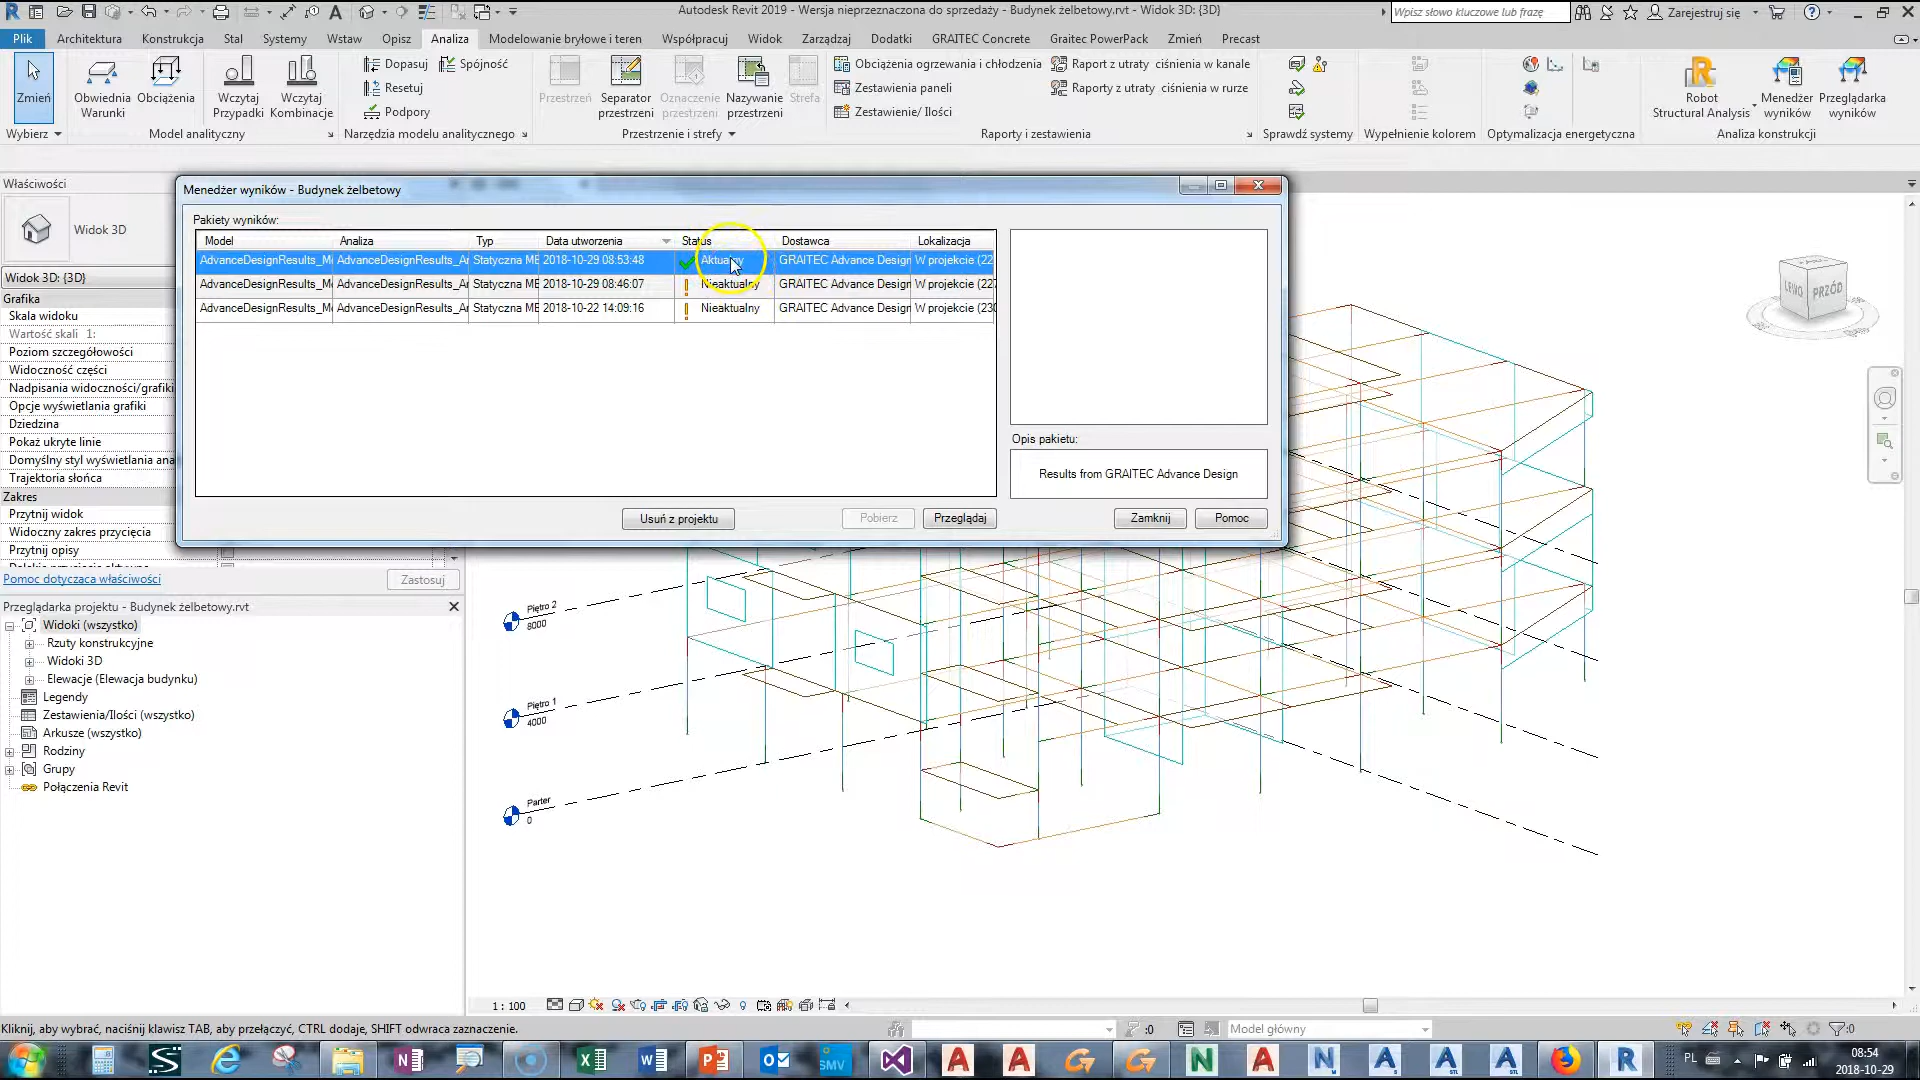 Autodesk Revit 2019 - Wersja nieprzeznaczona do sprzedaży - Budynek żelbetowy.rvt - Widok 3D: {3D}
Wpisz słowo kluczowe lub frazę
Zarejestruj się
Plik Architektura Konstrukcja Stal Systemy Wstaw Opisz Analiza Modelowanie bryłowe i teren Współpracuj Widok Zarządzaj Dodatki GRAITEC Concrete Graitec PowerPack Zmień Precast
Zmień
Obwiednia Warunki
Obciążenia
Wczytaj Przypadki
Wczytaj Kombinacje
Dopasuj
Spójność
Resetuj
Podpory
Przestrzeń
Separator przestrzeni
Oznaczenie przestrzeni
Nazywanie przestrzeni
Strefa
Obciążenia ogrzewania i chłodzenia
Raport z utraty ciśnienia w kanale
Zestawienia paneli
Raporty z utraty ciśnienia w rurze
Zestawienie/ Ilości
Robot Structural Analysis
Menedżer wyników
Przeglądarka wyników
Wybierz
Model analityczny
Narzędzia modelu analitycznego
Przestrzenie i strefy
Raporty i zestawienia
Sprawdź systemy
Wypełnienie kolorem
Optymalizacja energetyczna
Analiza konstrukcji
Właściwości
Widok 3D
Widok 3D: {3D}
Grafika
Skala widoku
Wartość skali 1:
Poziom szczegółowości
Widoczność części
Nadpisania widoczności/grafiki
Opcje wyświetlania grafiki
Dziedzina
Pokaż ukryte linie
Domyślny styl wyświetlania ana
Trajektoria słońca
Zakres
Przytnij widok
Widoczny zakres przycięcia
Przytnij opisy
Pomoc dotycząca właściwości
Zastosuj
Menedżer wyników - Budynek żelbetowy
Pakiety wyników:
Model Analiza Typ Data utworzenia Status Dostawca Lokalizacja
AdvanceDesignResults_Mo AdvanceDesignResults_An Statyczna ME 2018-10-29 08:53:48 Aktualny GRAITEC Advance Design W projekcie (22
AdvanceDesignResults_Mo AdvanceDesignResults_An Statyczna ME 2018-10-29 08:46:07 Nieaktualny GRAITEC Advance Design W projekcie (227
AdvanceDesignResults_Mo AdvanceDesignResults_An Statyczna ME 2018-10-22 14:09:16 Nieaktualny GRAITEC Advance Design W projekcie (230
Opis pakietu:
Results from GRAITEC Advance Design
Usuń z projektu
Pobierz
Przeglądaj
Zamknij
Pomoc
Przeglądarka projektu - Budynek żelbetowy.rvt
Widoki (wszystko)
Rzuty konstrukcyjne
Widoki 3D
Elewacje (Elewacja budynku)
Legendy
Zestawienia/Ilości (wszystko)
Arkusze (wszystko)
Rodziny
Grupy
Połączenia Revit
LEWO PRZÓD
Piętro 2
8000
Piętro 1
4000
Parter
0
1 : 100
Kliknij, aby wybrać, naciśnij klawisz TAB, aby przełączyć, CTRL dodaje, SHIFT odwraca zaznaczenie.
:0
Model główny
:0
SMV
PL
08:54
2018-10-29